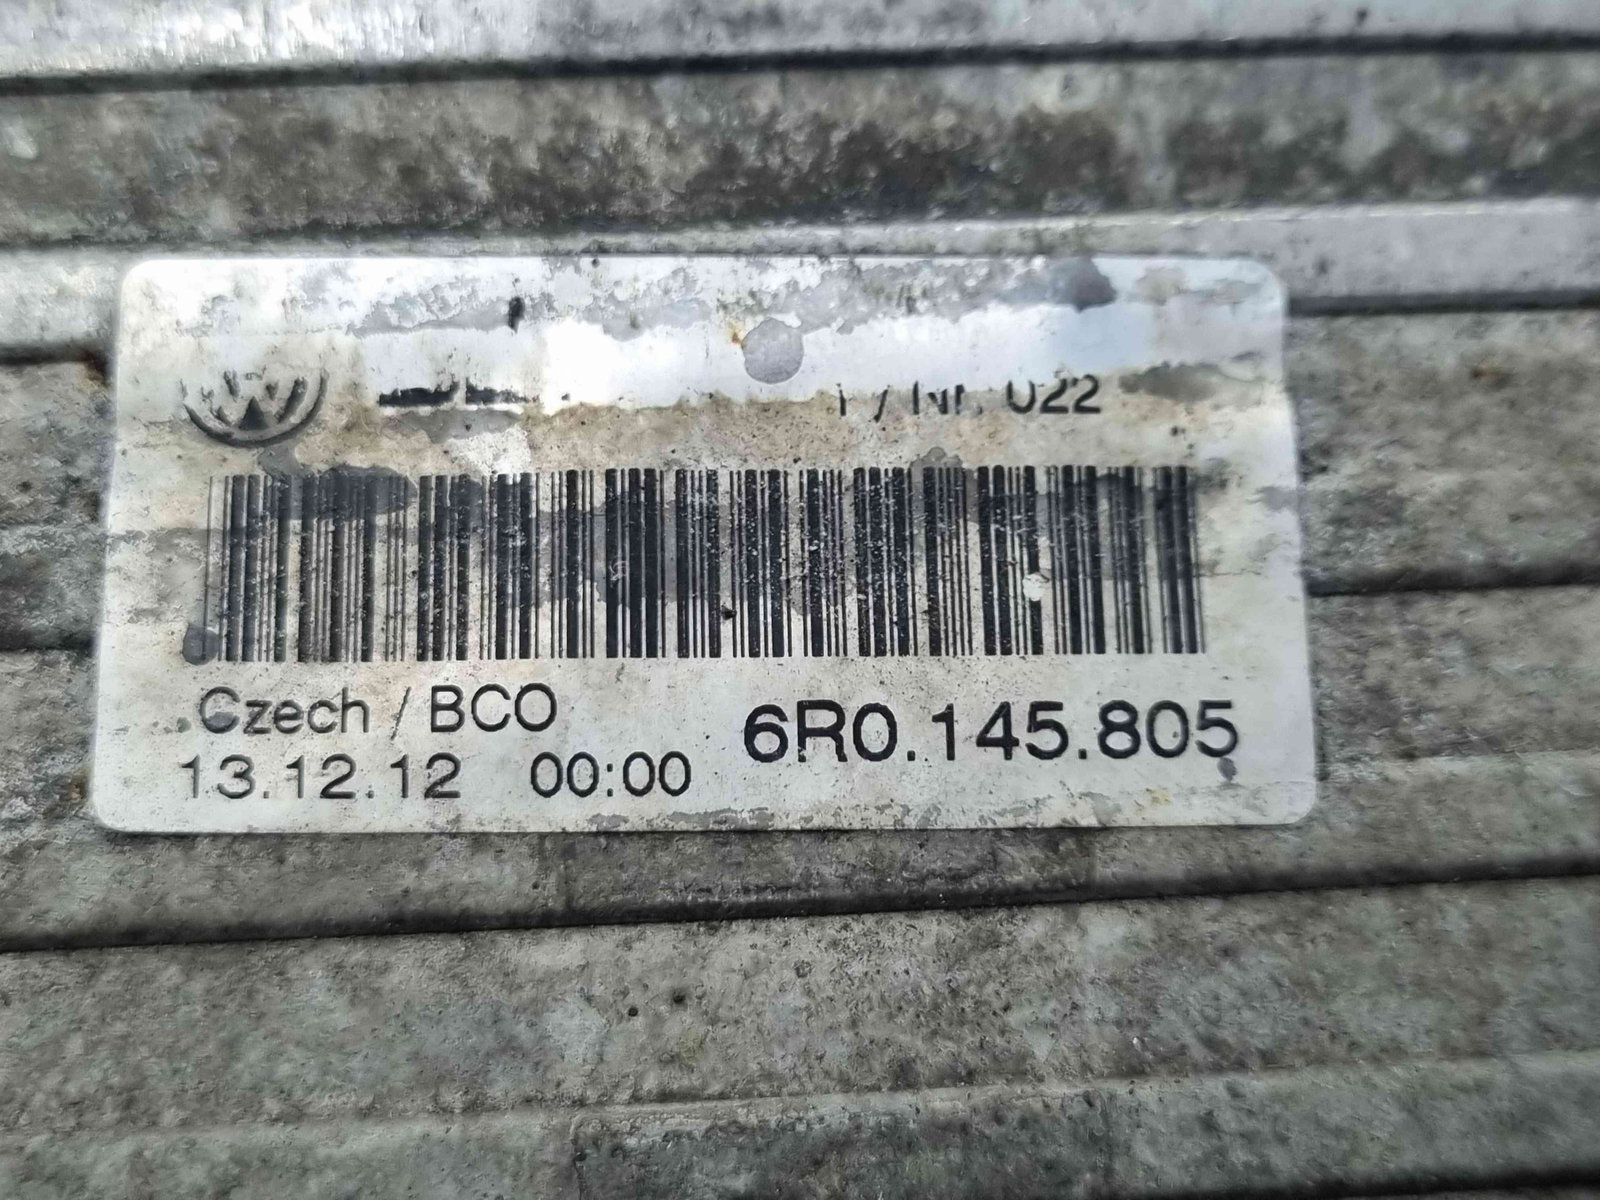 022
Czech / BCO
13.12.12 00:00
6R0.145.805